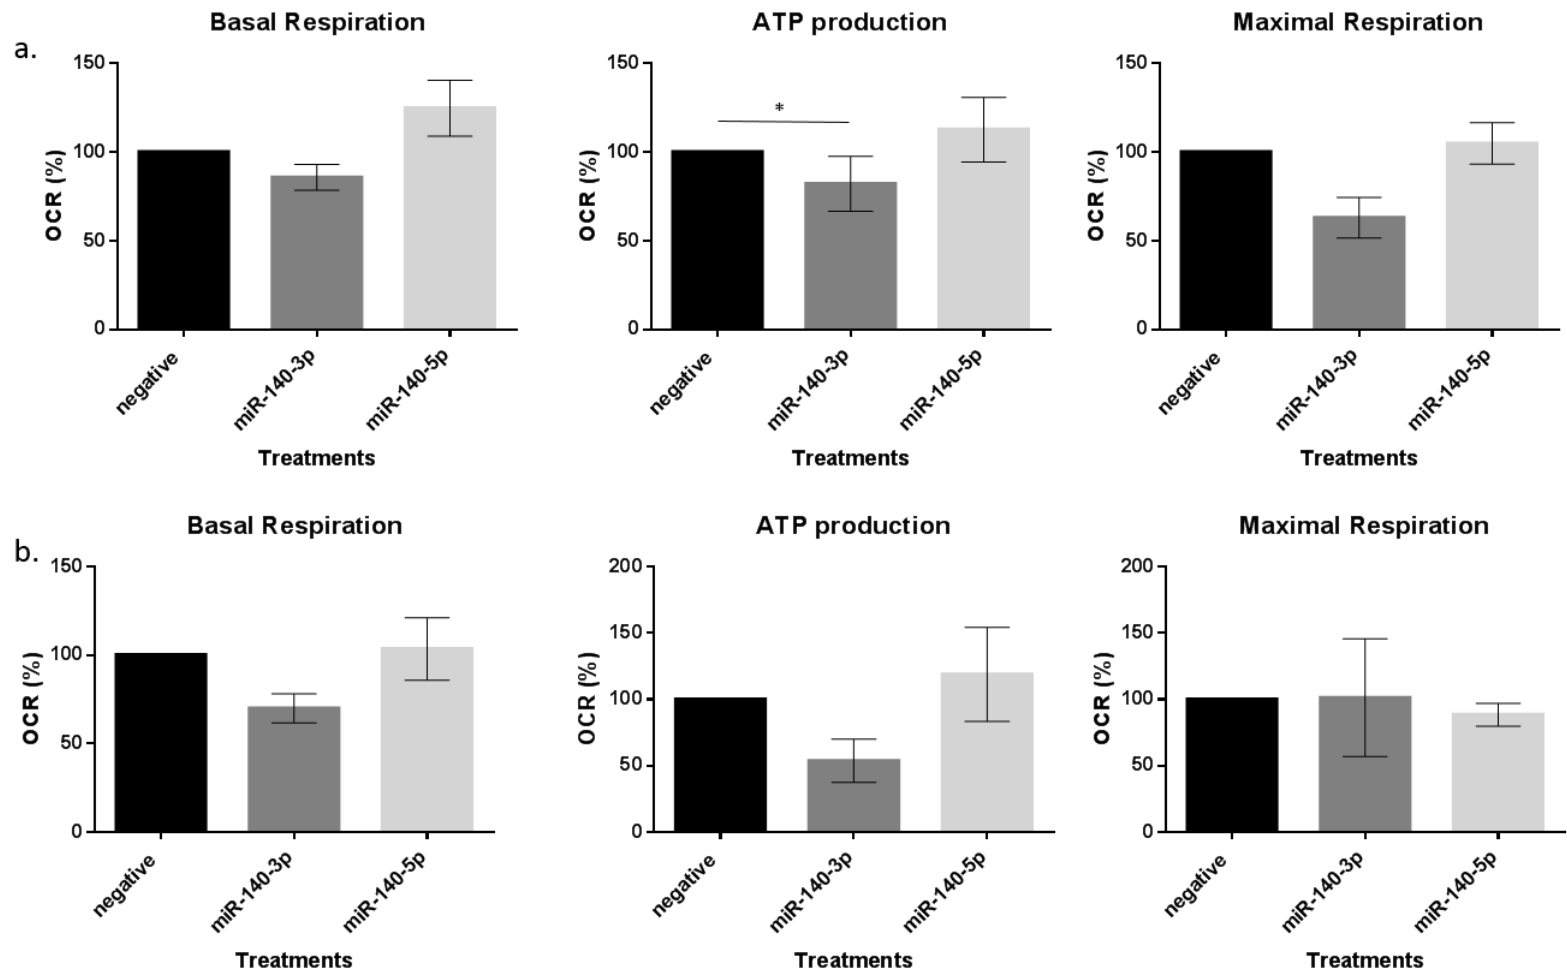 a.
Basal Respiration
OCR (%)
150
100
50
0
negative
miR-140-3p
miR-140-5p
Treatments
ATP production
OCR (%)
150
100
50
0
*
negative
miR-140-3p
miR-140-5p
Treatments
Maximal Respiration
OCR (%)
150
100
50
0
negative
miR-140-3p
miR-140-5p
Treatments
b.
Basal Respiration
OCR (%)
150
100
50
0
negative
miR-140-3p
miR-140-5p
Treatments
ATP production
OCR (%)
200
150
100
50
0
negative
miR-140-3p
miR-140-5p
Treatments
Maximal Respiration
OCR (%)
200
150
100
50
0
negative
miR-140-3p
miR-140-5p
Treatments